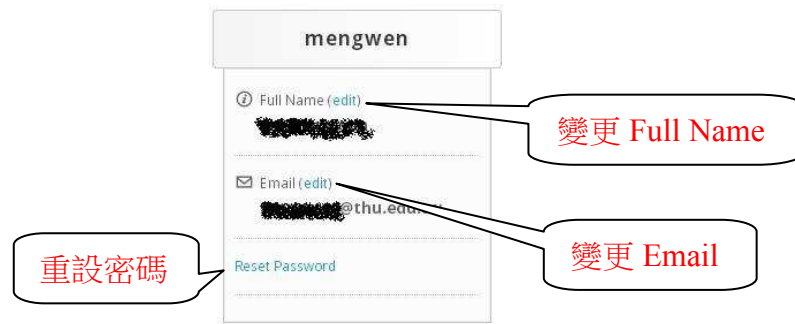 mengwen
Full Name (edit)
變更 Full Name
Email (edit)
@thu.edu
變更 Email
重設密碼
Reset Password